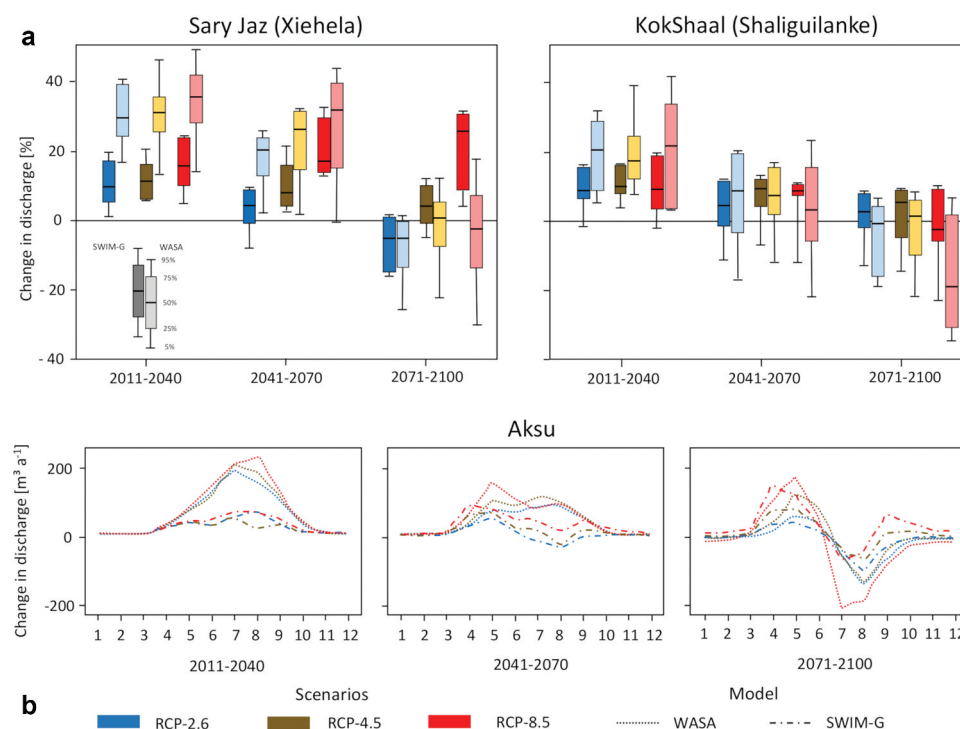 a
Sary Jaz (Xiehela)
KokShaal (Shaliguilanke)
Change in discharge [%]
40
20
0
- 20
- 40
SWIM-G
WASA
95%
75%
50%
25%
5%
2011-2040
2041-2070
2071-2100
2011-2040
2041-2070
2071-2100
Aksu
Change in discharge [m³ a⁻¹]
200
0
-200
1 2 3 4 5 6 7 8 9 10 11 12
1 2 3 4 5 6 7 8 9 10 11 12
1 2 3 4 5 6 7 8 9 10 11 12
2011-2040
2041-2070
2071-2100
b
Scenarios
Model
RCP-2.6
RCP-4.5
RCP-8.5
WASA
SWIM-G